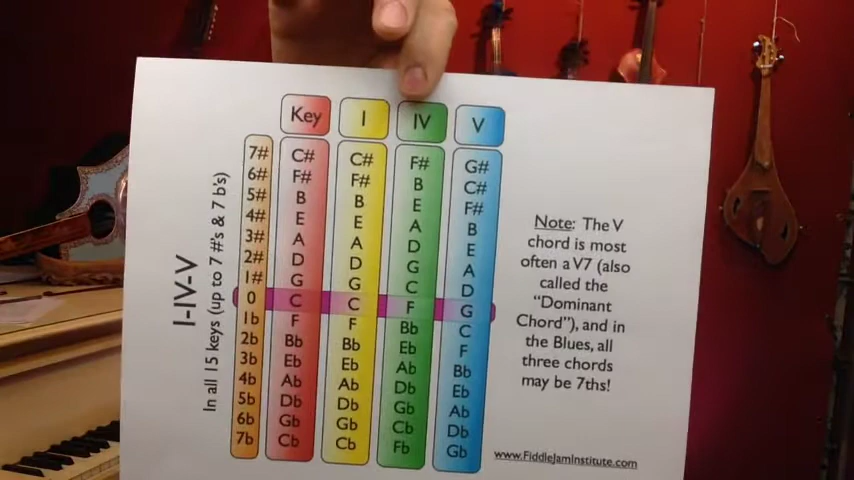 Key I IV V
7# C# C# F# G#
6# F# F# B C#
5# B B E F#
4# E E A B
3# A A D E
2# D D G A
1# G G C D
0 C C F G
1b F F Bb C
2b Bb Bb Eb F
3b Eb Eb Ab Bb
4b Ab Ab Db Eb
5b Db Db Gb Ab
6b Gb Gb Cb Db
7b Cb Cb Fb Gb
I-IV-V
In all 15 keys (up to 7 #'s & 7 b's)
Note: The V
chord is most
often a V7 (also
called the
"Dominant
Chord"), and in
the Blues, all
three chords
may be 7ths!
www.FiddleJamInstitute.com